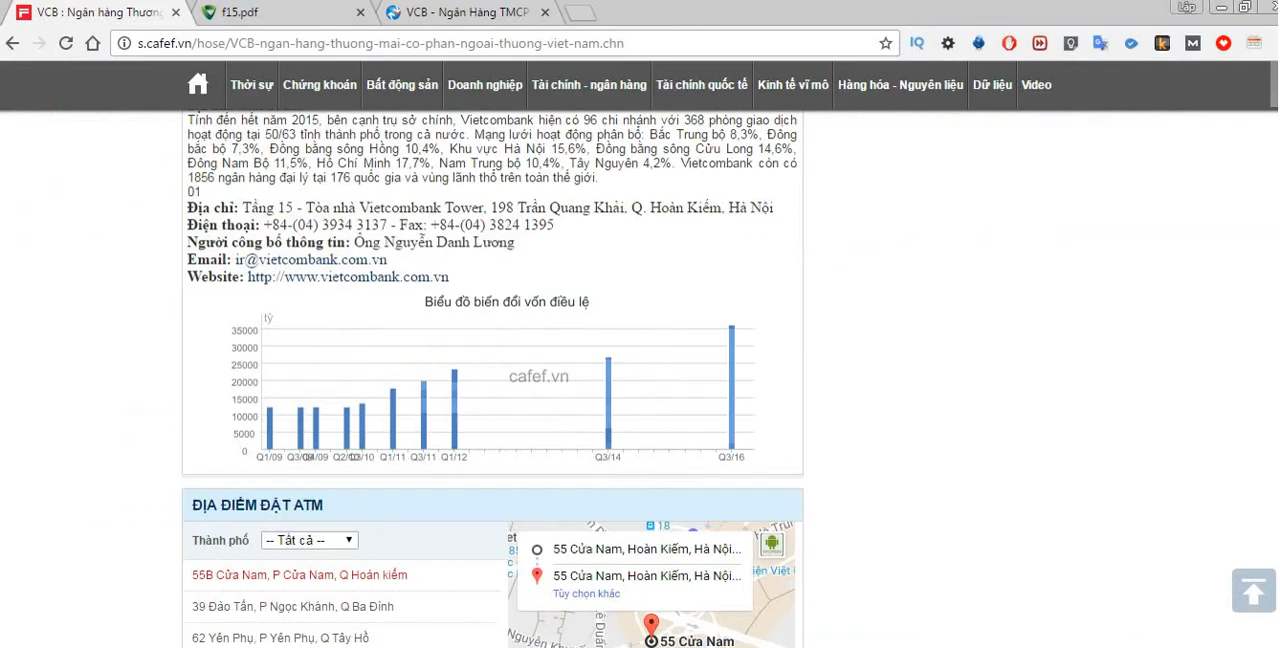 VCB : Ngân hàng Thương
f15.pdf
VCB - Ngân Hàng TMCP
Lập
s.cafef.vn/hose/VCB-ngan-hang-thuong-mai-co-phan-ngoai-thuong-viet-nam.chn
IQ
Thời sự Chứng khoán Bất động sản Doanh nghiệp Tài chính - ngân hàng Tài chính quốc tế Kinh tế vĩ mô Hàng hóa - Nguyên liệu Dữ liệu Video
Tính đến hết năm 2015, bên cạnh trụ sở chính, Vietcombank hiện có 96 chi nhánh với 368 phòng giao dịch
hoạt động tại 50/63 tỉnh thành phố trong cả nước. Mạng lưới hoạt động phân bổ: Bắc Trung bộ 8,3%, Đông
bắc bộ 7,3%, Đồng bằng sông Hồng 10,4%, Khu vực Hà Nội 15,6%, Đồng bằng sông Cửu Long 14,6%,
Đông Nam Bộ 11,5%, Hồ Chí Minh 17,7%, Nam Trung bộ 10,4%, Tây Nguyên 4,2%. Vietcombank còn có
1856 ngân hàng đại lý tại 176 quốc gia và vùng lãnh thổ trên toàn thế giới.
01
Địa chỉ: Tầng 15 - Tòa nhà Vietcombank Tower, 198 Trần Quang Khải, Q. Hoàn Kiếm, Hà Nội
Điện thoại: +84-(04) 3934 3137 - Fax: +84-(04) 3824 1395
Người công bố thông tin: Ông Nguyễn Danh Lương
Email: ir@vietcombank.com.vn
Website: http://www.vietcombank.com.vn
Biểu đồ biến đổi vốn điều lệ
tỷ
35000
30000
25000
20000
15000
10000
5000
0
cafef.vn
Q1/09 Q3/09 Q4/09 Q3/10 Q1/11 Q3/11 Q1/12 Q3/14 Q3/16
ĐỊA ĐIỂM ĐẶT ATM
Thành phố -- Tất cả --
55B Cửa Nam, P Cửa Nam, Q Hoàn kiếm
39 Đào Tấn, P Ngọc Khánh, Q Ba Đình
62 Yên Phụ, P Yên Phụ, Q Tây Hồ
18
55 Cửa Nam, Hoàn Kiếm, Hà Nội...
55 Cửa Nam, Hoàn Kiếm, Hà Nội...
Tùy chọn khác
55 Cửa Nam